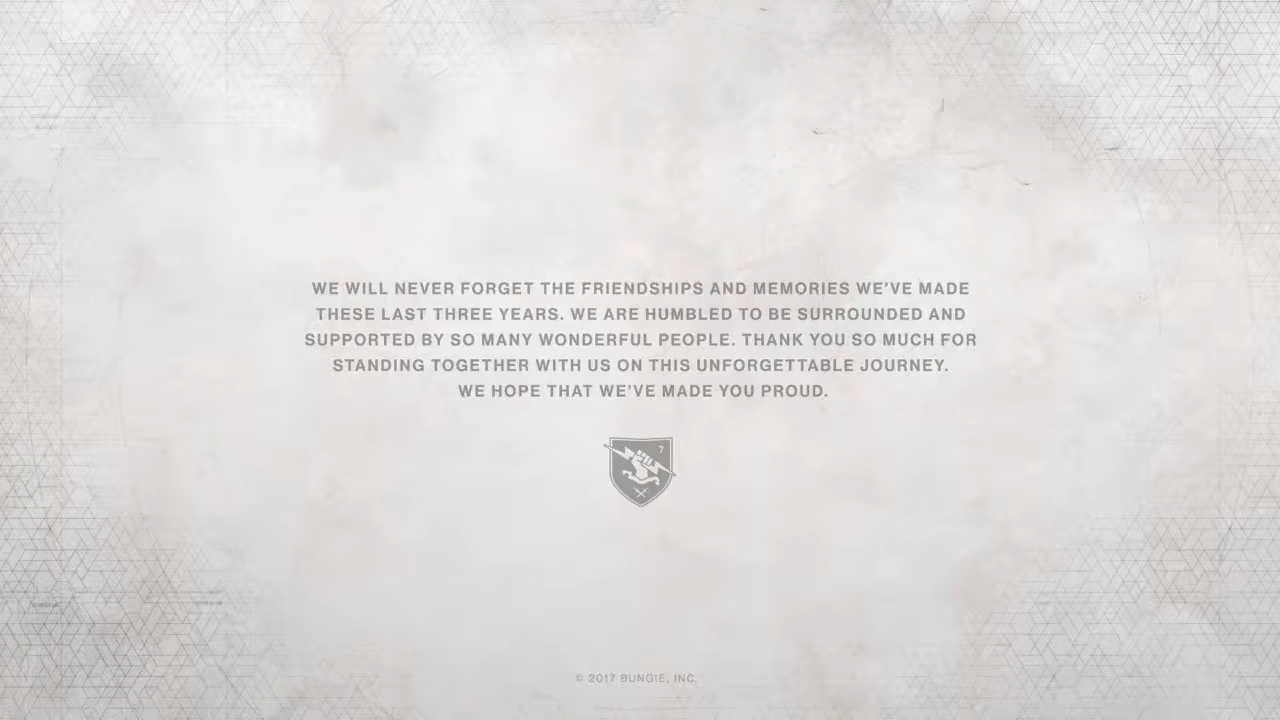 WE WILL NEVER FORGET THE FRIENDSHIPS AND MEMORIES WE'VE MADE
THESE LAST THREE YEARS. WE ARE HUMBLED TO BE SURROUNDED AND
SUPPORTED BY SO MANY WONDERFUL PEOPLE. THANK YOU SO MUCH FOR
STANDING TOGETHER WITH US ON THIS UNFORGETTABLE JOURNEY.
WE HOPE THAT WE'VE MADE YOU PROUD.
7
© 2017 BUNGIE, INC.